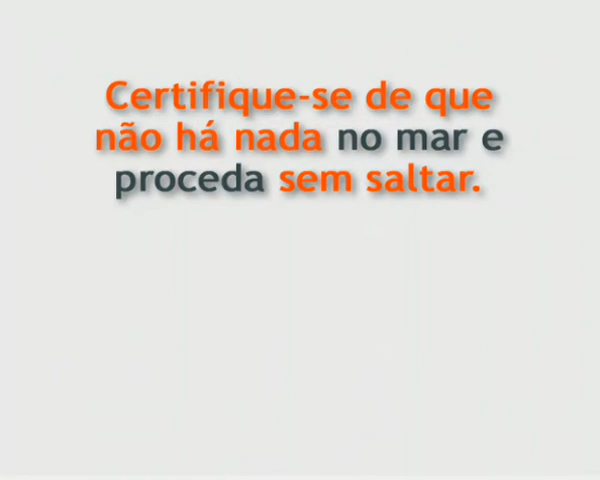 Certifique-se de que
não há nada no mar e
proceda sem saltar.